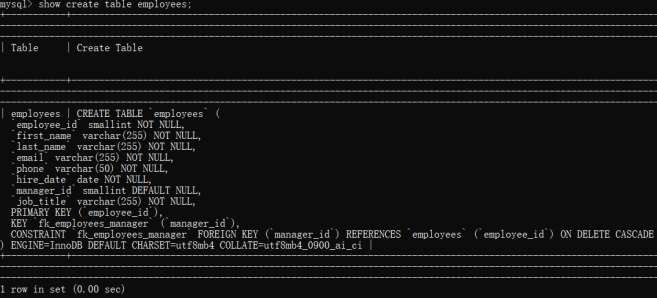 mysql> show create table employees;
| Table | Create Table
| employees | CREATE TABLE `employees` (
`employee_id` smallint NOT NULL,
`first_name` varchar(255) NOT NULL,
`last_name` varchar(255) NOT NULL,
`email` varchar(255) NOT NULL,
`phone` varchar(50) NOT NULL,
`hire_date` date NOT NULL,
`manager_id` smallint DEFAULT NULL,
`job_title` varchar(255) NOT NULL,
PRIMARY KEY (`employee_id`),
KEY `fk_employees_manager` (`manager_id`),
CONSTRAINT `fk_employees_manager` FOREIGN KEY (`manager_id`) REFERENCES `employees` (`employee_id`) ON DELETE CASCADE
) ENGINE=InnoDB DEFAULT CHARSET=utf8mb4 COLLATE=utf8mb4_0900_ai_ci |
1 row in set (0.00 sec)